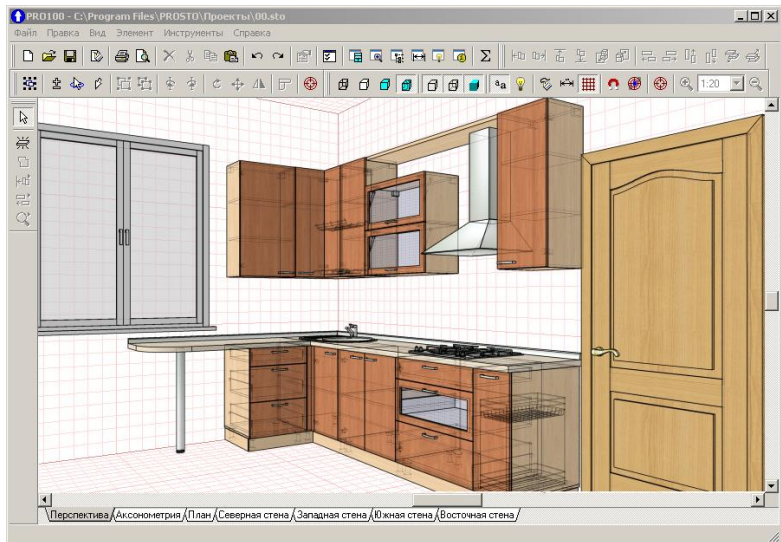 PRO100 - C:\Program Files\PROSTO\Проекты\00.sto
Файл Правка Вид Элемент Инструменты Справка
aa 1:20
Перспектива Аксонометрия План Северная стена Западная стена Южная стена Восточная стена